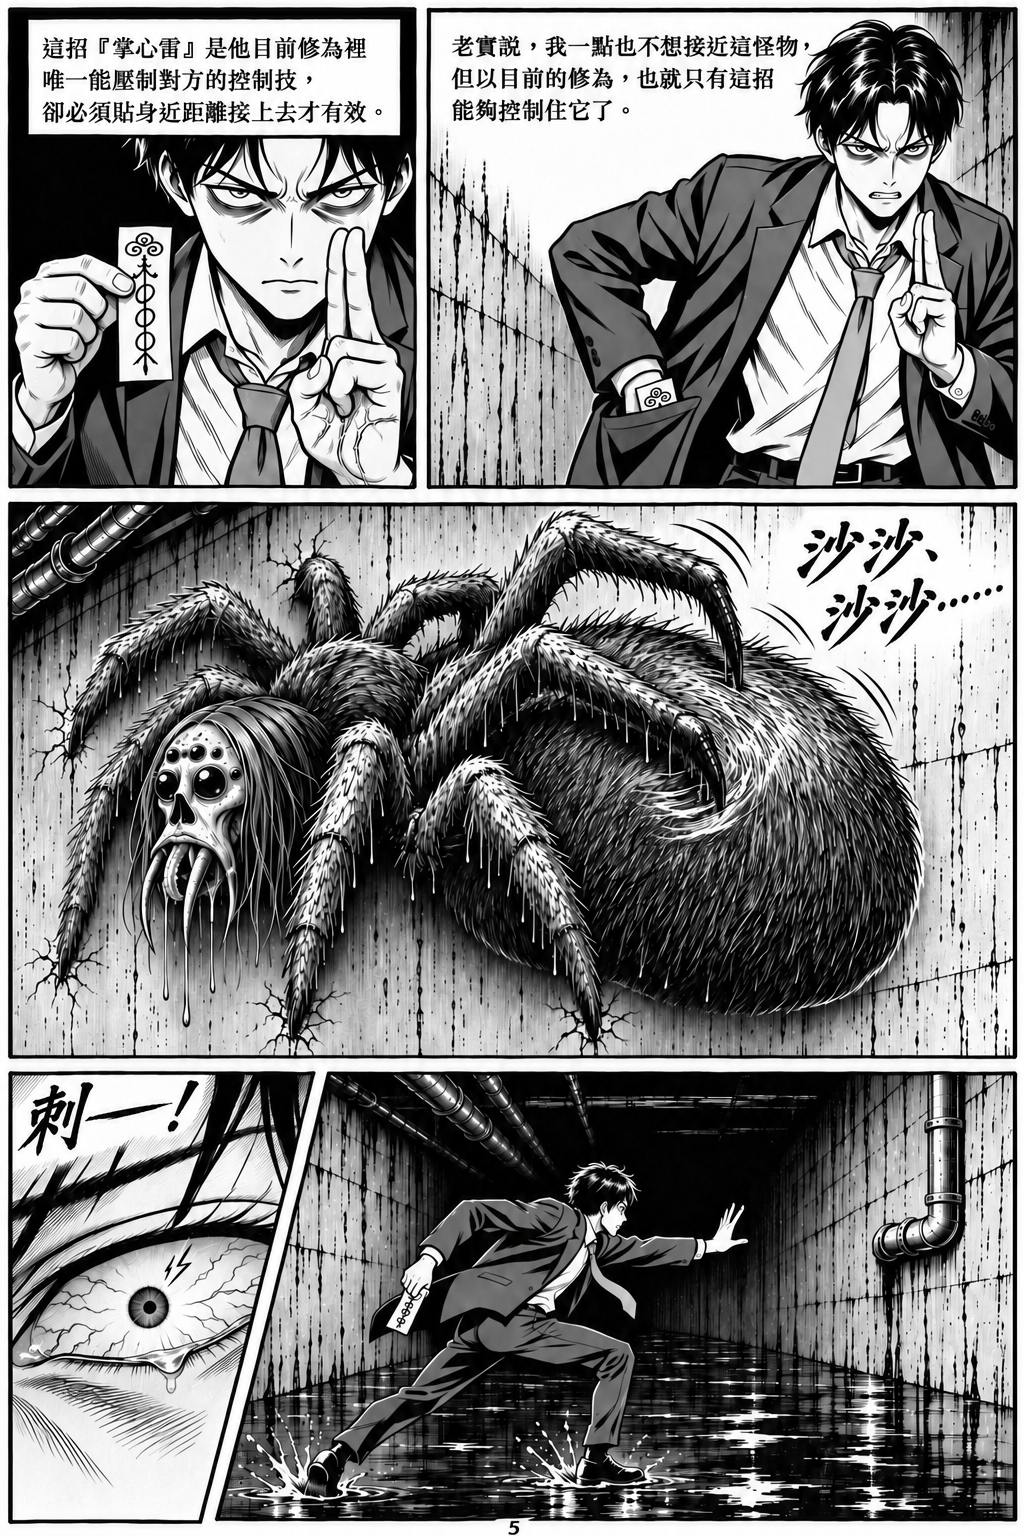 這招『掌心雷』是他目前修為裡
唯一能壓制對方的控制技，
卻必須貼身近距離接上去才有效。
老實說，我一點也不想接近這怪物，
但以目前的修為，也就只有這招
能夠控制住它了。
Bebo
沙沙、
沙沙⋯⋯
刺—！
5